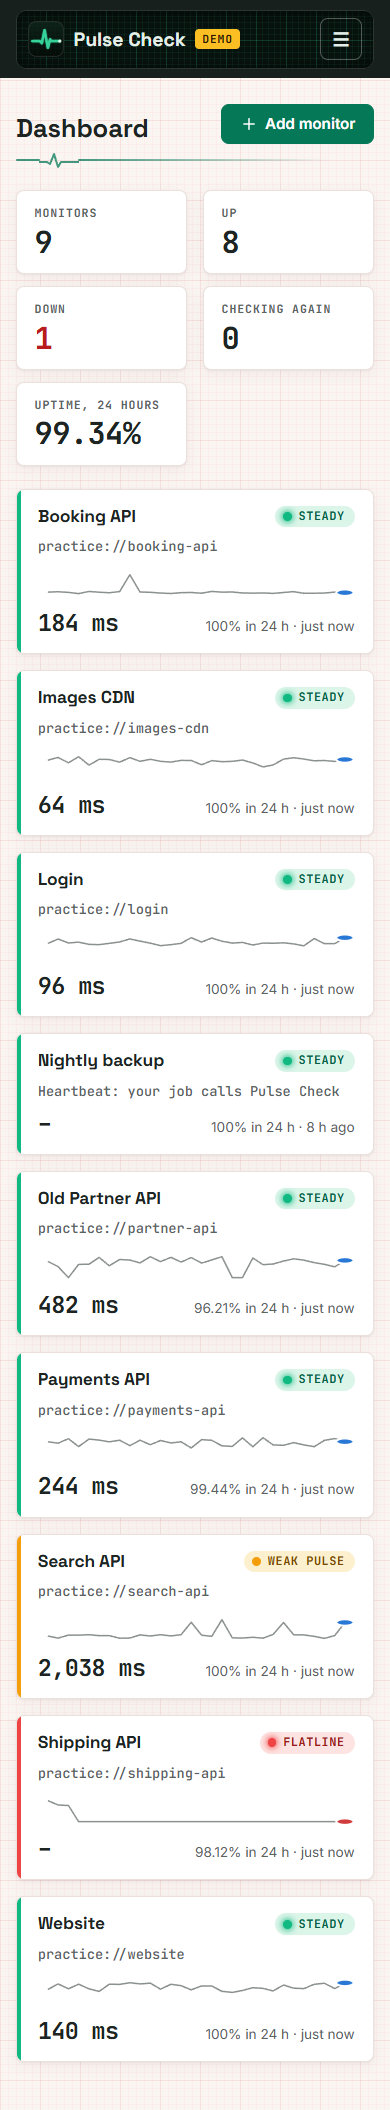 Pulse Check DEMO
Dashboard
+ Add monitor
MONITORS
9
UP
8
DOWN
1
CHECKING AGAIN
0
UPTIME, 24 HOURS
99.34%
Booking API STEADY
practice://booking-api
184 ms 100% in 24 h · just now
Images CDN STEADY
practice://images-cdn
64 ms 100% in 24 h · just now
Login STEADY
practice://login
96 ms 100% in 24 h · just now
Nightly backup STEADY
Heartbeat: your job calls Pulse Check
– 100% in 24 h · 8 h ago
Old Partner API STEADY
practice://partner-api
482 ms 96.21% in 24 h · just now
Payments API STEADY
practice://payments-api
244 ms 99.44% in 24 h · just now
Search API WEAK PULSE
practice://search-api
2,038 ms 100% in 24 h · just now
Shipping API FLATLINE
practice://shipping-api
– 98.12% in 24 h · just now
Website STEADY
practice://website
140 ms 100% in 24 h · just now